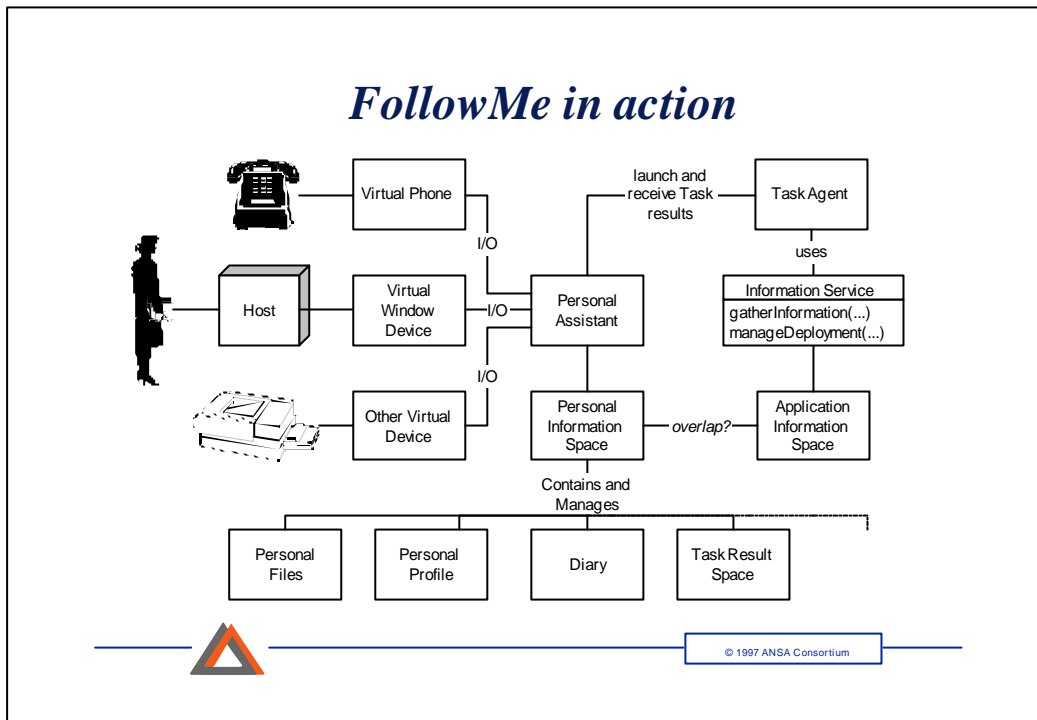 FollowMe in action
Virtual Phone
launch and
receive Task
results
Task Agent
I/O
uses
Host
Virtual
Window
Device
I/O
Personal
Assistant
Information Service
gatherInformation(...)
manageDeployment(...)
I/O
Other Virtual
Device
Personal
Information
Space
overlap?
Application
Information
Space
Contains and
Manages
Personal
Files
Personal
Profile
Diary
Task Result
Space
© 1997 ANSA Consortium